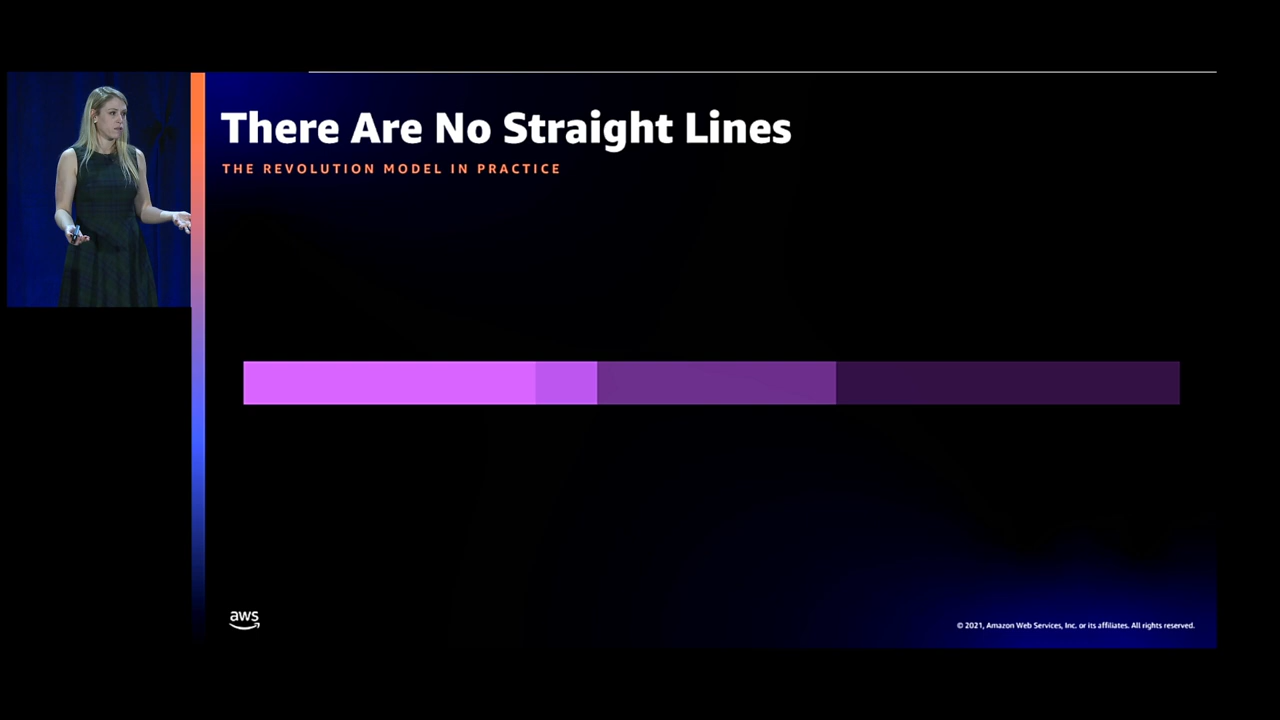 There Are No Straight Lines
THE REVOLUTION MODEL IN PRACTICE
aws
© 2021, Amazon Web Services, Inc. or its affiliates. All rights reserved.